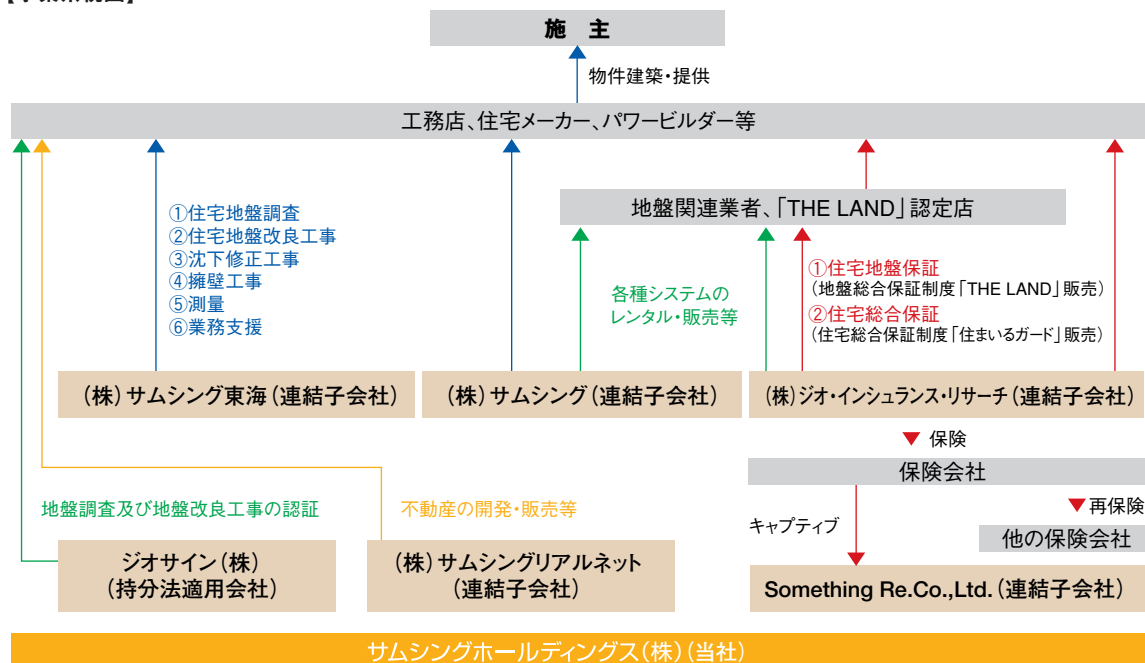 施　主
物件建築・提供
工務店、住宅メーカー、パワービルダー等
地盤関連業者、「THE LAND」認定店
①住宅地盤調査
②住宅地盤改良工事
③沈下修正工事
④擁壁工事
⑤測量
⑥業務支援
各種システムの
レンタル・販売等
①住宅地盤保証
（地盤総合保証制度「THE LAND」販売）
②住宅総合保証
（住宅総合保証制度「住まいるガード」販売）
（株）サムシング東海（連結子会社）
（株）サムシング（連結子会社）
（株）ジオ・インシュランス・リサーチ（連結子会社）
保険
保険会社
再保険
他の保険会社
キャプティブ
Something Re.Co.,Ltd.（連結子会社）
地盤調査及び地盤改良工事の認証
不動産の開発・販売等
ジオサイン（株）
（持分法適用会社）
（株）サムシングリアルネット
（連結子会社）
サムシングホールディングス（株）（当社）